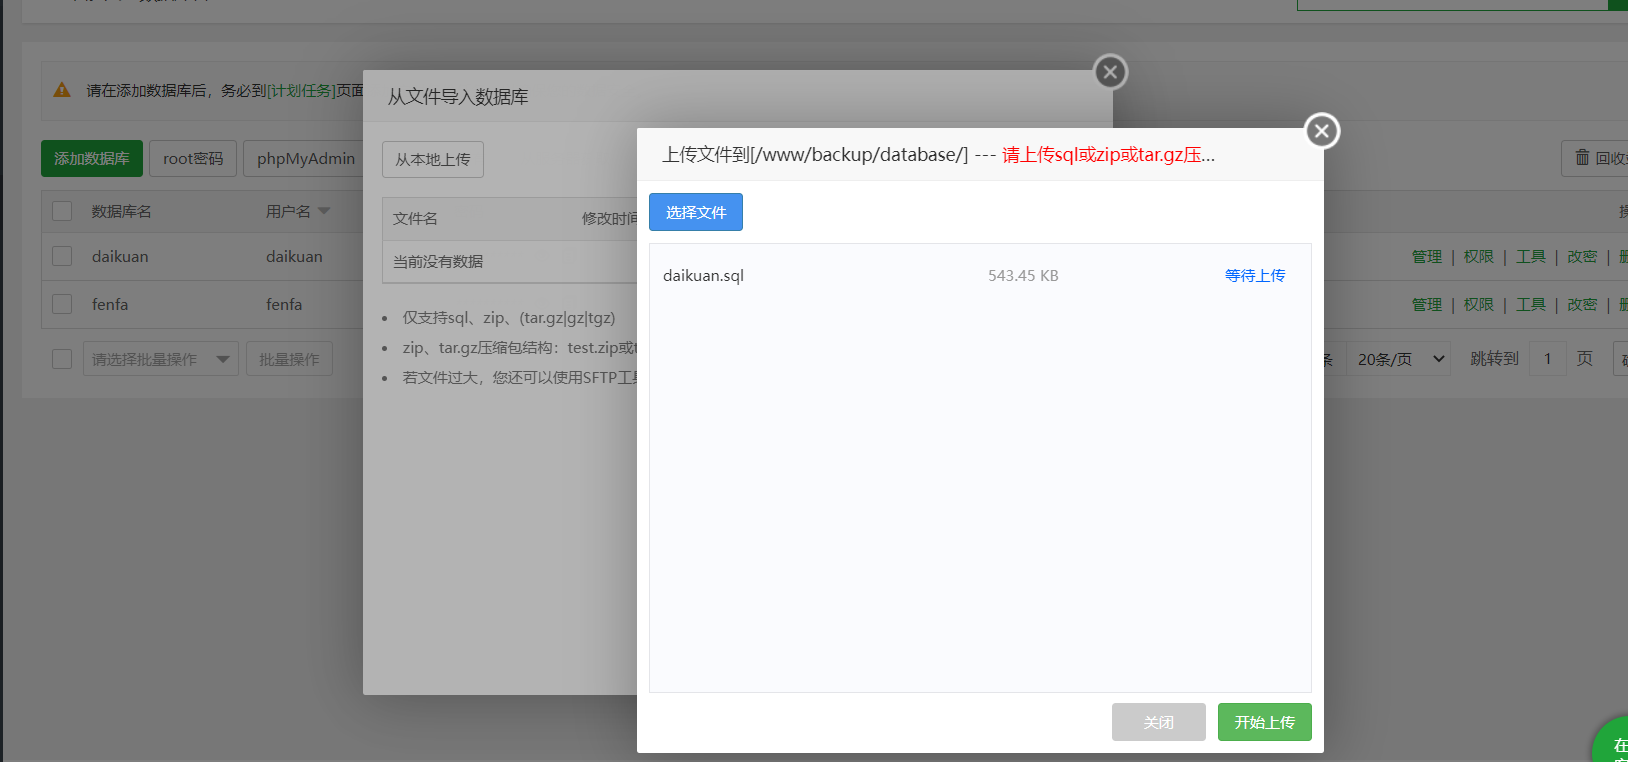 请在添加数据库后，务必到[计划任务]页面
从文件导入数据库
上传文件到[/www/backup/database/] --- 请上传sql或zip或tar.gz压...
添加数据库
root密码
phpMyAdmin
从本地上传
回收
选择文件
数据库名
用户名
文件名
修改时间
daikuan
daikuan
当前没有数据
daikuan.sql
543.45 KB
等待上传
管理 | 权限 | 工具 | 改密 |
fenfa
fenfa
管理 | 权限 | 工具 | 改密 |
仅支持sql、zip、(tar.gz|gz|tgz)
zip、tar.gz压缩包结构：test.zip或
若文件过大，您还可以使用SFTP工具
请选择批量操作
批量操作
条
20条/页
跳转到
1
页
关闭
开始上传
在